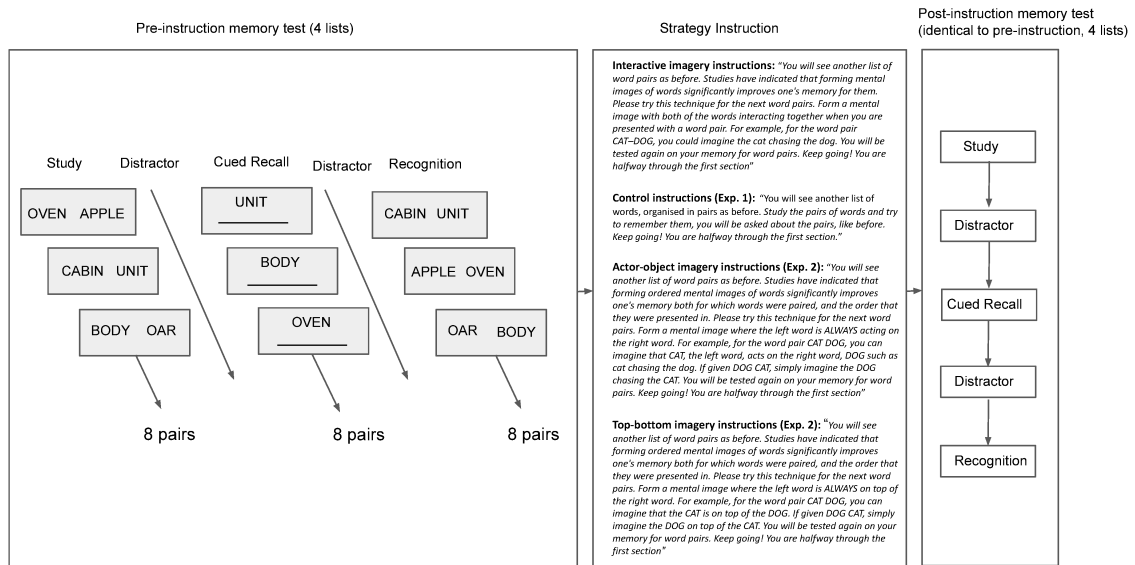 Pre-instruction memory test (4 lists)
Study
Distractor
Cued Recall
Distractor
Recognition
OVEN APPLE
CABIN UNIT
BODY OAR
8 pairs
UNIT
BODY
OVEN
8 pairs
CABIN UNIT
APPLE OVEN
OAR BODY
8 pairs
Strategy Instruction
Interactive imagery instructions: “You will see another list of
word pairs as before. Studies have indicated that forming mental
images of words significantly improves one's memory for them.
Please try this technique for the next word pairs. Form a mental
image with both of the words interacting together when you are
presented with a word pair. For example, for the word pair
CAT–DOG, you could imagine the cat chasing the dog. You will be
tested again on your memory for word pairs. Keep going! You are
halfway through the first section”
Control instructions (Exp. 1): “You will see another list of
words, organised in pairs as before. Study the pairs of words and try
to remember them, you will be asked about the pairs, like before.
Keep going! You are halfway through the first section.”
Actor-object imagery instructions (Exp. 2): “You will see
another list of word pairs as before. Studies have indicated that
forming ordered mental images of words significantly improves
one's memory both for which words were paired, and the order that
they were presented in. Please try this technique for the next word
pairs. Form a mental image where the left word is ALWAYS acting on
the right word. For example, for the word pair CAT DOG, you can
imagine that CAT, the left word, acts on the right word, DOG such as
cat chasing the dog. If given DOG CAT, simply imagine the DOG
chasing the CAT. You will be tested again on your memory for word
pairs. Keep going! You are halfway through the first section”
Top-bottom imagery instructions (Exp. 2): “You will see
another list of word pairs as before. Studies have indicated that
forming ordered mental images of words significantly improves
one's memory both for which words were paired, and the order that
they were presented in. Please try this technique for the next word
pairs. Form a mental image where the left word is ALWAYS on top of
the right word. For example, for the word pair CAT DOG, you can
imagine that the CAT is on top of the DOG. If given DOG CAT, simply
imagine the DOG on top of the CAT. You will be tested again on your
memory for word pairs. Keep going! You are halfway through the
first section”
Post-instruction memory test
(identical to pre-instruction, 4 lists)
Study
Distractor
Cued Recall
Distractor
Recognition